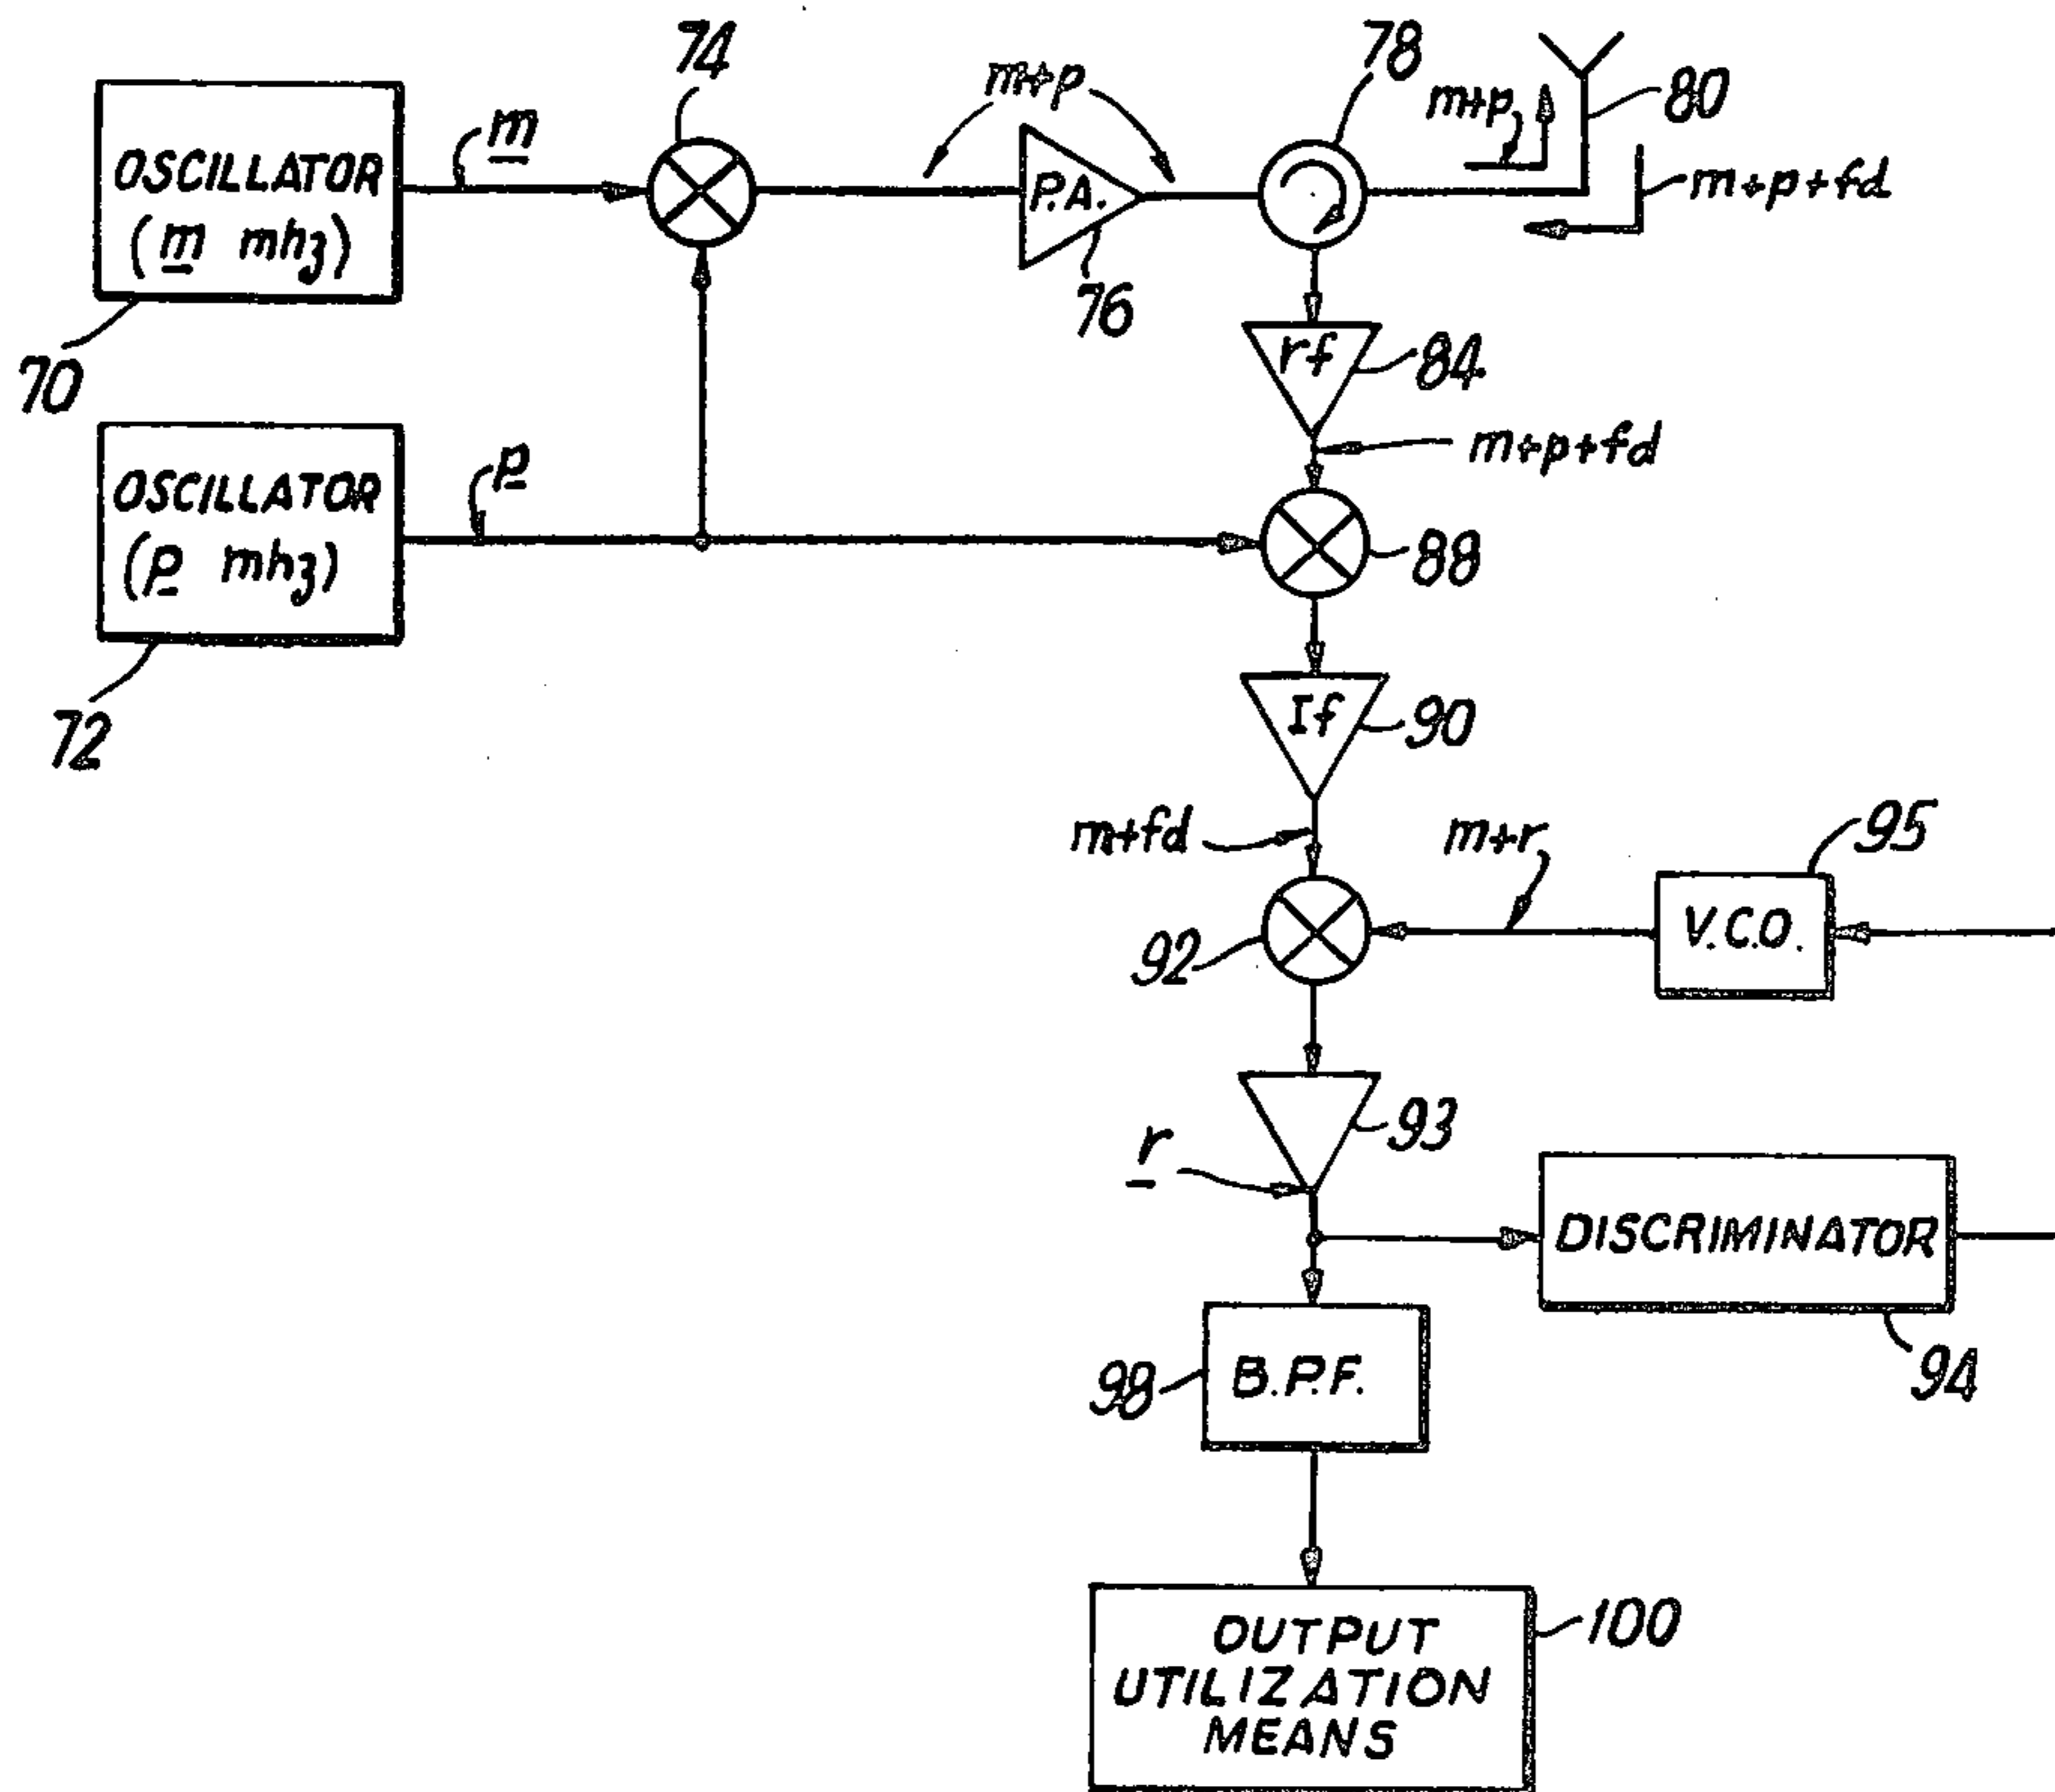 74
m+p
78
m+p
80
m
OSCILLATOR
(m mhz)
P.A.
m+p+fd
76
70
rf
84
m+p+fd
p
OSCILLATOR
(p mhz)
88
72
If
90
m+fd
m+r
95
V.C.O.
92
93
r
DISCRIMINATOR
94
98
B.P.F.
OUTPUT
UTILIZATION
MEANS
100